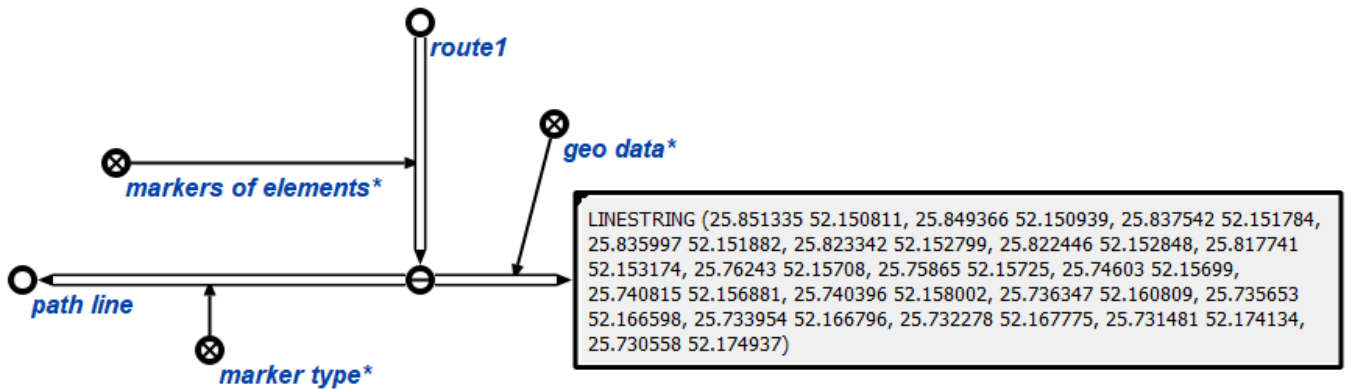 route1
geo data*
markers of elements*
LINESTRING (25.851335 52.150811, 25.849366 52.150939, 25.837542 52.151784,
25.835997 52.151882, 25.823342 52.152799, 25.822446 52.152848, 25.817741
52.153174, 25.76243 52.15708, 25.75865 52.15725, 25.74603 52.15699,
25.740815 52.156881, 25.740396 52.158002, 25.736347 52.160809, 25.735653
52.166598, 25.733954 52.166796, 25.732278 52.167775, 25.731481 52.174134,
25.730558 52.174937)
path line
marker type*